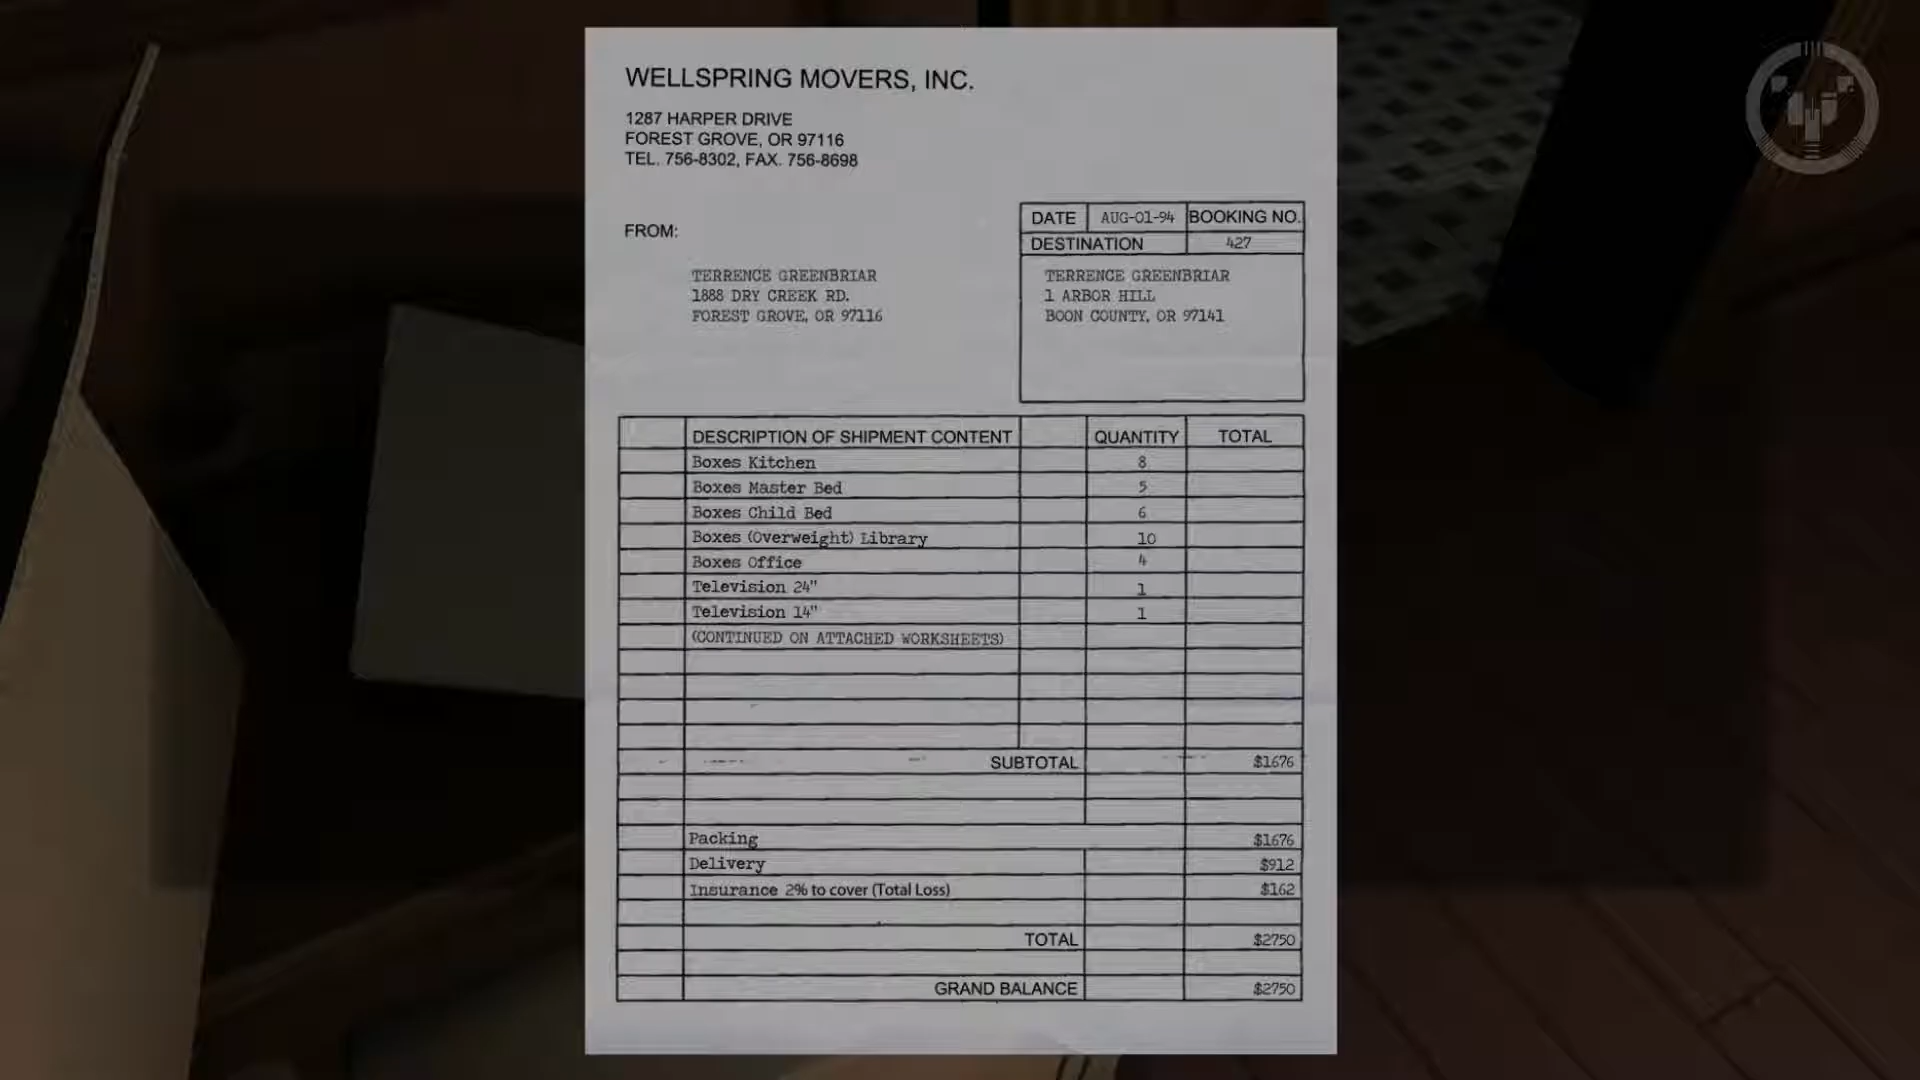 WELLSPRING MOVERS, INC.
1287 HARPER DRIVE
FOREST GROVE, OR 97116
TEL. 756-8302, FAX. 756-8698
DATE AUG-01-94 BOOKING NO.
DESTINATION 427
FROM:
TERRENCE GREENBRIAR
1888 DRY CREEK RD.
FOREST GROVE, OR 97116
TERRENCE GREENBRIAR
1 ARBOR HILL
BOON COUNTY, OR 97141
DESCRIPTION OF SHIPMENT CONTENT QUANTITY TOTAL
Boxes Kitchen 8
Boxes Master Bed 5
Boxes Child Bed 6
Boxes (Overweight) Library 10
Boxes Office 4
Television 24" 1
Television 14" 1
(CONTINUED ON ATTACHED WORKSHEETS)
SUBTOTAL $1676
Packing $1676
Delivery $912
Insurance 2% to cover (Total Loss) $162
TOTAL $2750
GRAND BALANCE $2750